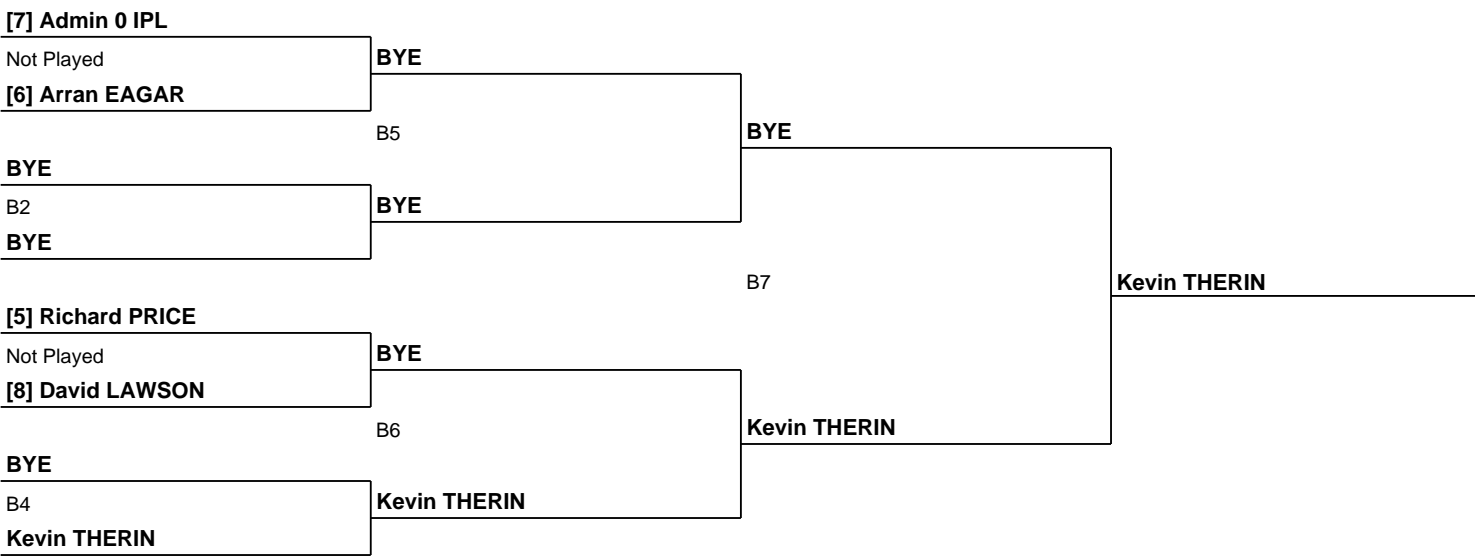 [7] Admin 0 IPL
Not Played
[6] Arran EAGAR
BYE
B2
BYE
[5] Richard PRICE
Not Played
[8] David LAWSON
BYE
B4
Kevin THERIN
BYE
B5
BYE
BYE
B6
Kevin THERIN
BYE
B7
Kevin THERIN
Kevin THERIN